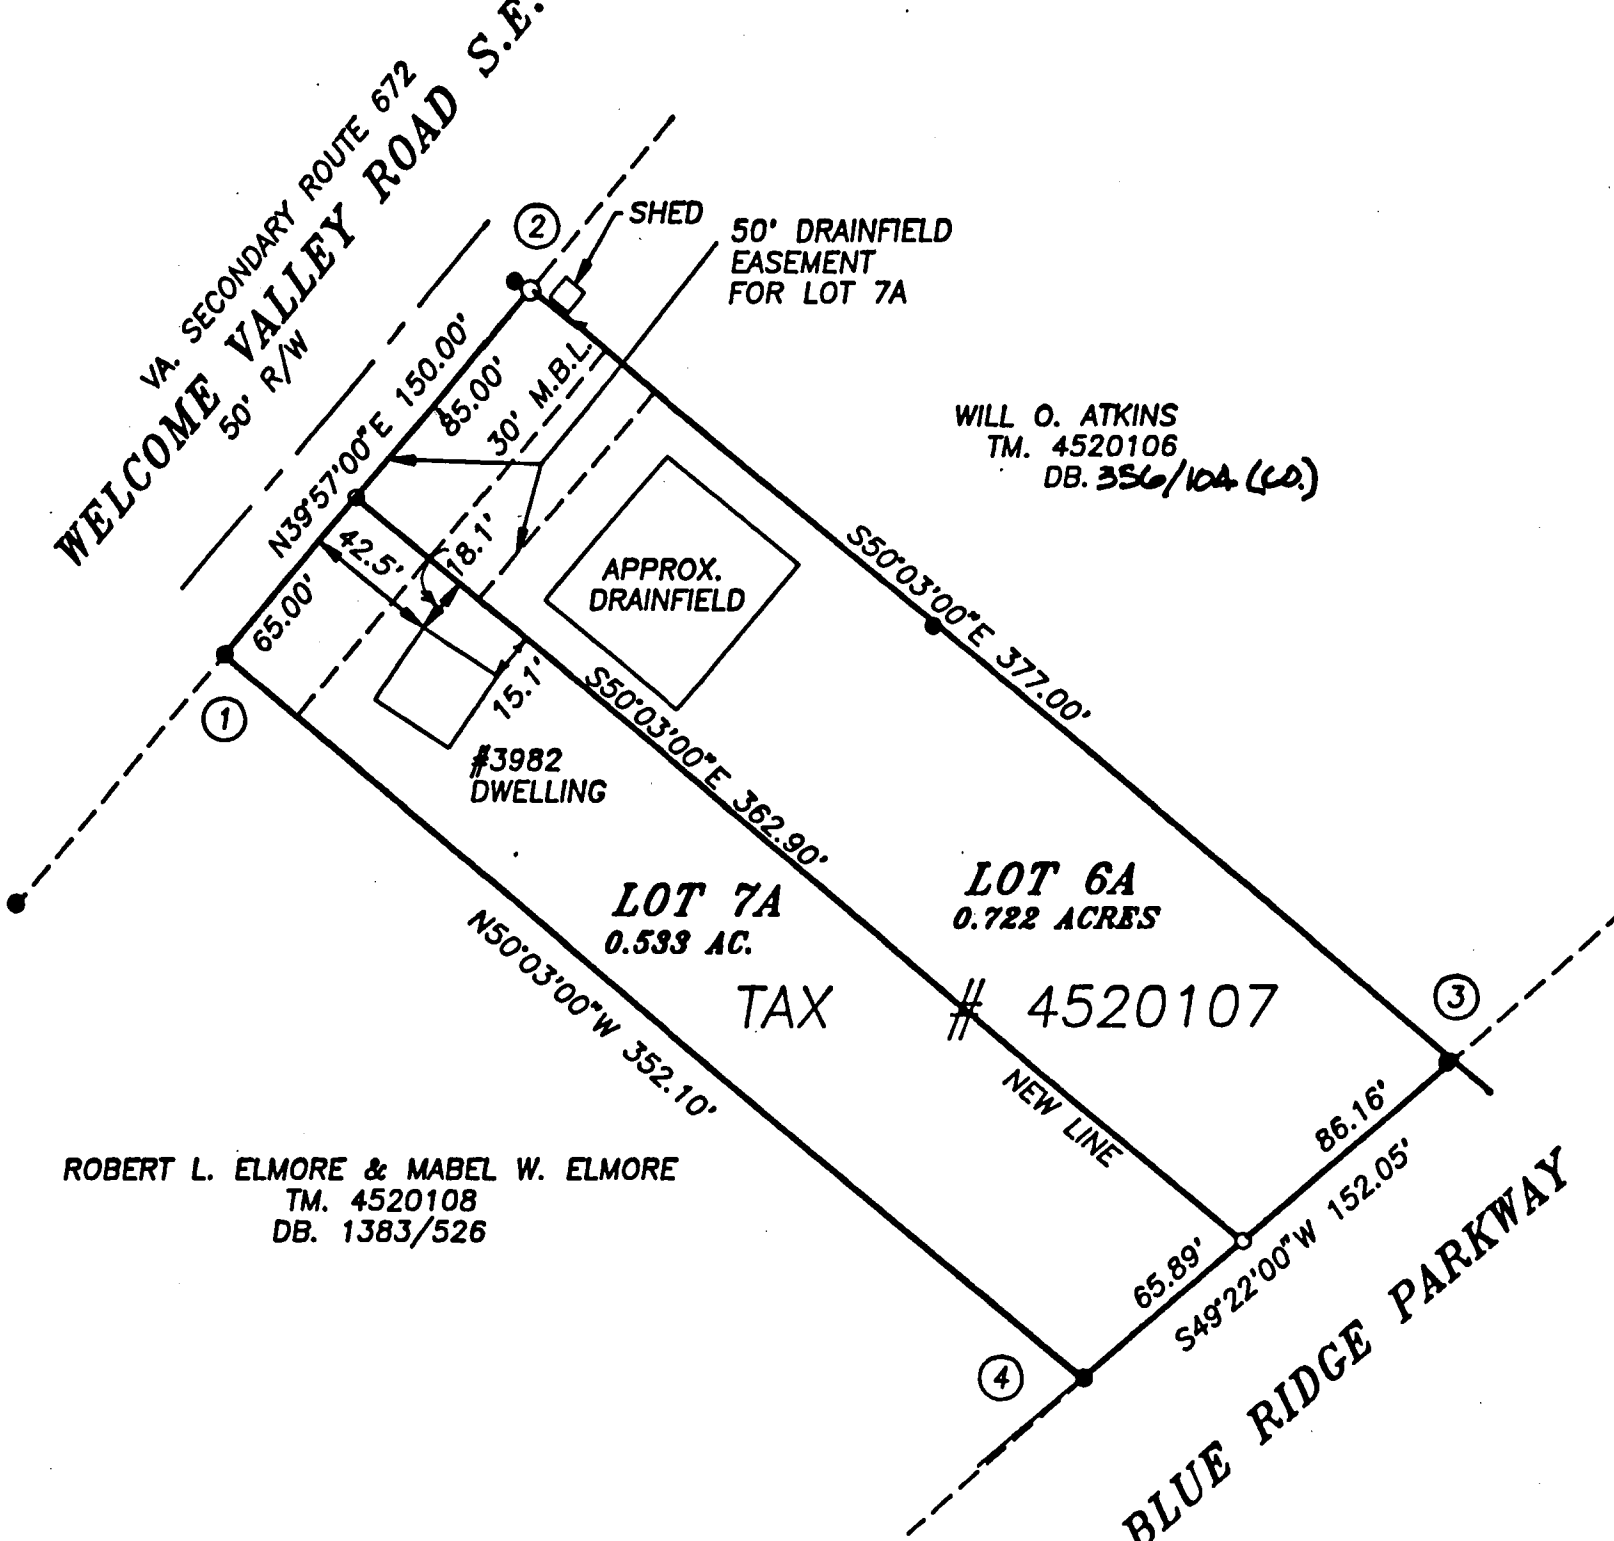 VA. SECONDARY ROUTE 672
WELCOME VALLEY ROAD S.E.
50' R/W
2
SHED
50' DRAINFIELD
EASEMENT
FOR LOT 7A
N39°57'00"E 150.00'
85.00'
30' M.B.L.
WILL O. ATKINS
TM. 4520106
DB. 356/104 (CO.)
42.5'
18.1'
65.00'
APPROX.
DRAINFIELD
S50°03'00"E 377.00'
1
15.1'
S50°03'00"E 362.90'
#3982
DWELLING
LOT 7A
0.533 AC.
LOT 6A
0.722 ACRES
N50°03'00"W 352.10'
TAX # 4520107
3
NEW LINE
86.16'
ROBERT L. ELMORE & MABEL W. ELMORE
TM. 4520108
DB. 1383/526
65.89'
S49°22'00"W 152.05'
4
BLUE RIDGE PARKWAY